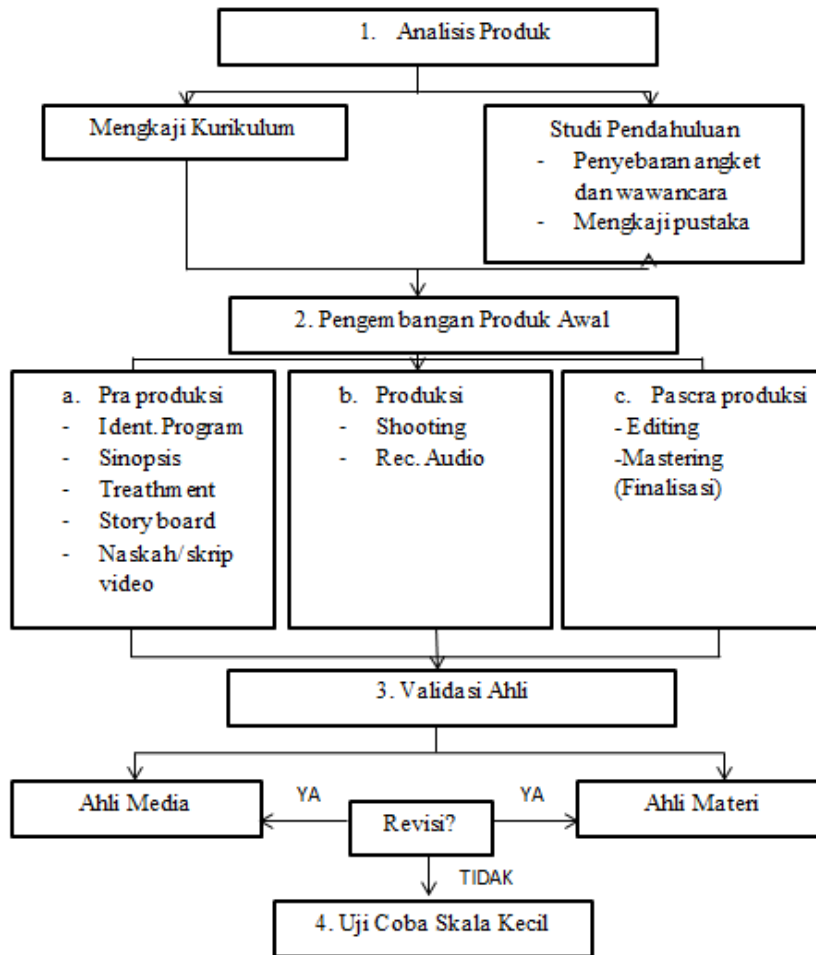 1. Analisis Produk
Mengkaji Kurikulum
Studi Pendahuluan
- Penyebaran angket
dan wawancara
- Mengkaji pustaka
2. Pengembangan Produk Awal
a. Pra produksi
- Ident. Program
- Sinopsis
- Treathment
- Story board
- Naskah/skrip
video
b. Produksi
- Shooting
- Rec. Audio
c. Pascra produksi
- Editing
-Mastering
(Finalisasi)
3. Validasi Ahli
Ahli Media
YA
Revisi?
YA
Ahli Materi
TIDAK
4. Uji Coba Skala Kecil